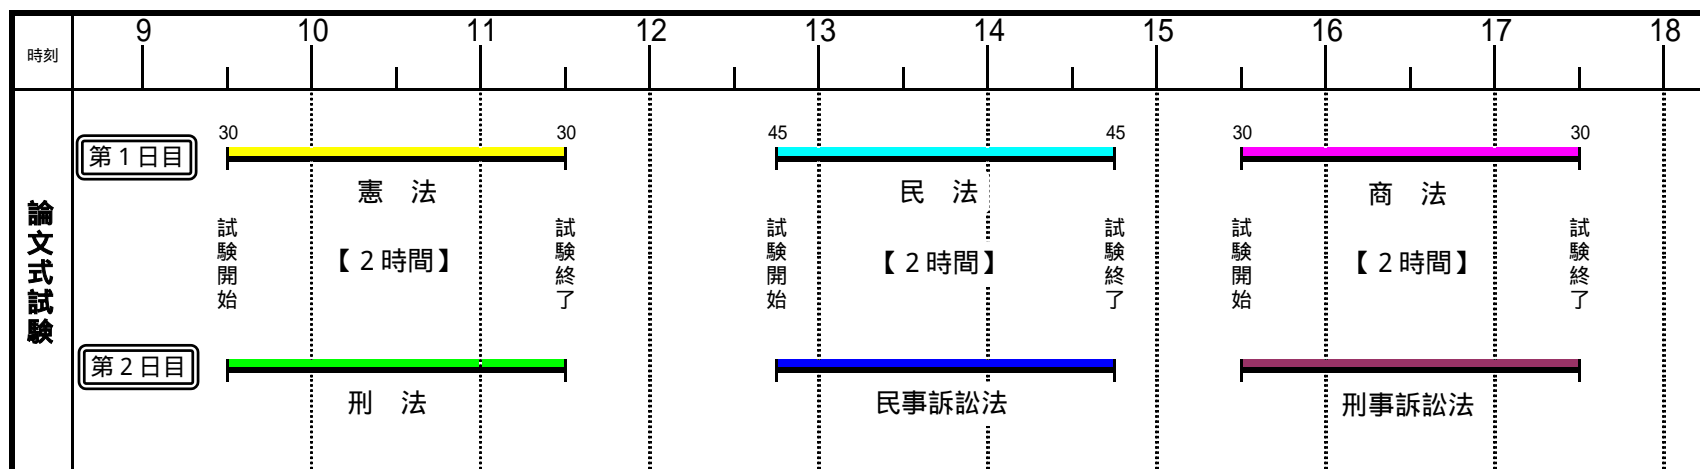 時刻 9 10 11 12 13 14 15 16 17 18
論文式試験
第1日目
30 30 45 45 30 30
憲 法 民 法 商 法
試験開始 【2時間】 試験終了 試験開始 【2時間】 試験終了 試験開始 【2時間】 試験終了
第2日目
刑 法 民事訴訟法 刑事訴訟法